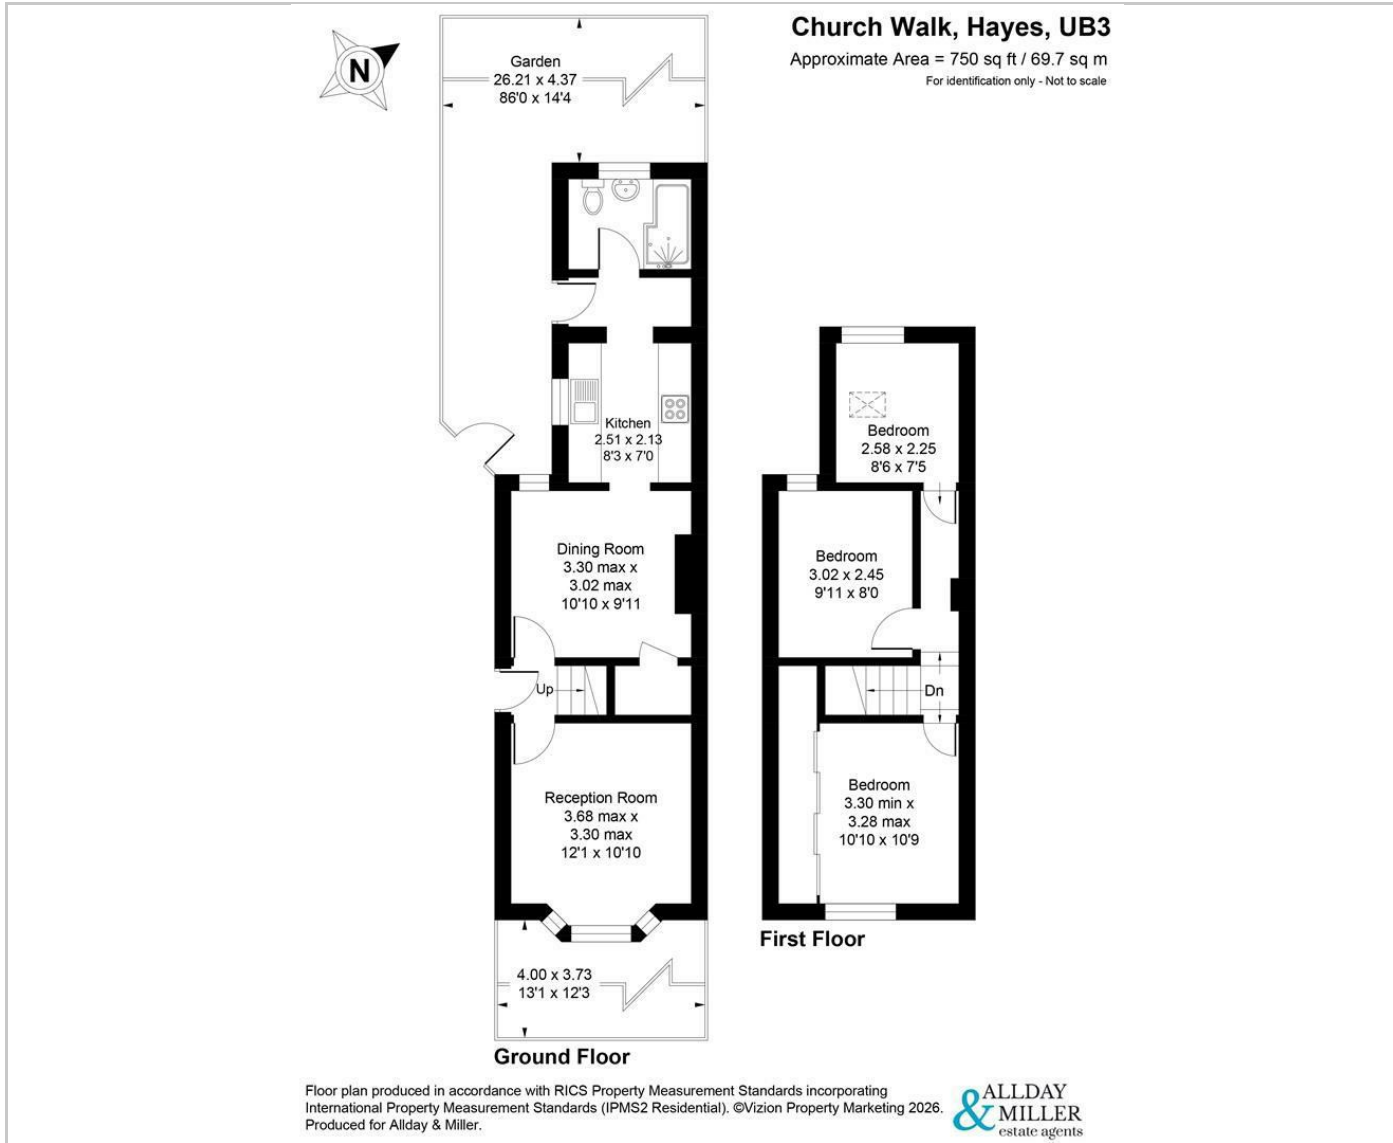 Church Walk, Hayes, UB3
Approximate Area = 750 sq ft / 69.7 sq m
For identification only - Not to scale
N
Garden
26.21 x 4.37
86'0 x 14'4
Kitchen
2.51 x 2.13
8'3 x 7'0
Dining Room
3.30 max x
3.02 max
10'10 x 9'11
Up
Reception Room
3.68 max x
3.30 max
12'1 x 10'10
4.00 x 3.73
13'1 x 12'3
Ground Floor
Bedroom
2.58 x 2.25
8'6 x 7'5
Bedroom
3.02 x 2.45
9'11 x 8'0
Dn
Bedroom
3.30 min x
3.28 max
10'10 x 10'9
First Floor
Floor plan produced in accordance with RICS Property Measurement Standards incorporating
International Property Measurement Standards (IPMS2 Residential). ©Vizion Property Marketing 2026.
Produced for Allday & Miller.
ALLDAY
& MILLER
estate agents